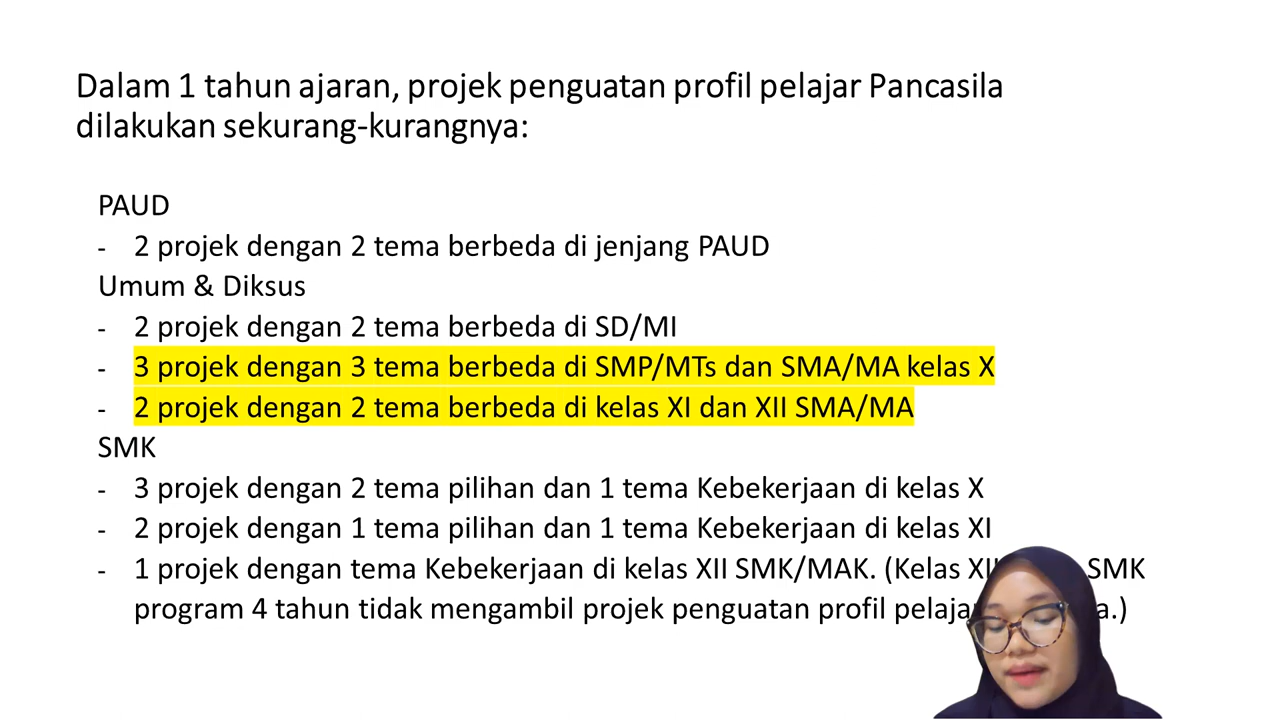 Dalam 1 tahun ajaran, projek penguatan profil pelajar Pancasila
dilakukan sekurang-kurangnya:
PAUD
- 2 projek dengan 2 tema berbeda di jenjang PAUD
Umum & Diksus
- 2 projek dengan 2 tema berbeda di SD/MI
- 3 projek dengan 3 tema berbeda di SMP/MTs dan SMA/MA kelas X
- 2 projek dengan 2 tema berbeda di kelas XI dan XII SMA/MA
SMK
- 3 projek dengan 2 tema pilihan dan 1 tema Kebekerjaan di kelas X
- 2 projek dengan 1 tema pilihan dan 1 tema Kebekerjaan di kelas XI
- 1 projek dengan tema Kebekerjaan di kelas XII SMK/MAK. (Kelas SMK
program 4 tahun tidak mengambil projek penguatan profil